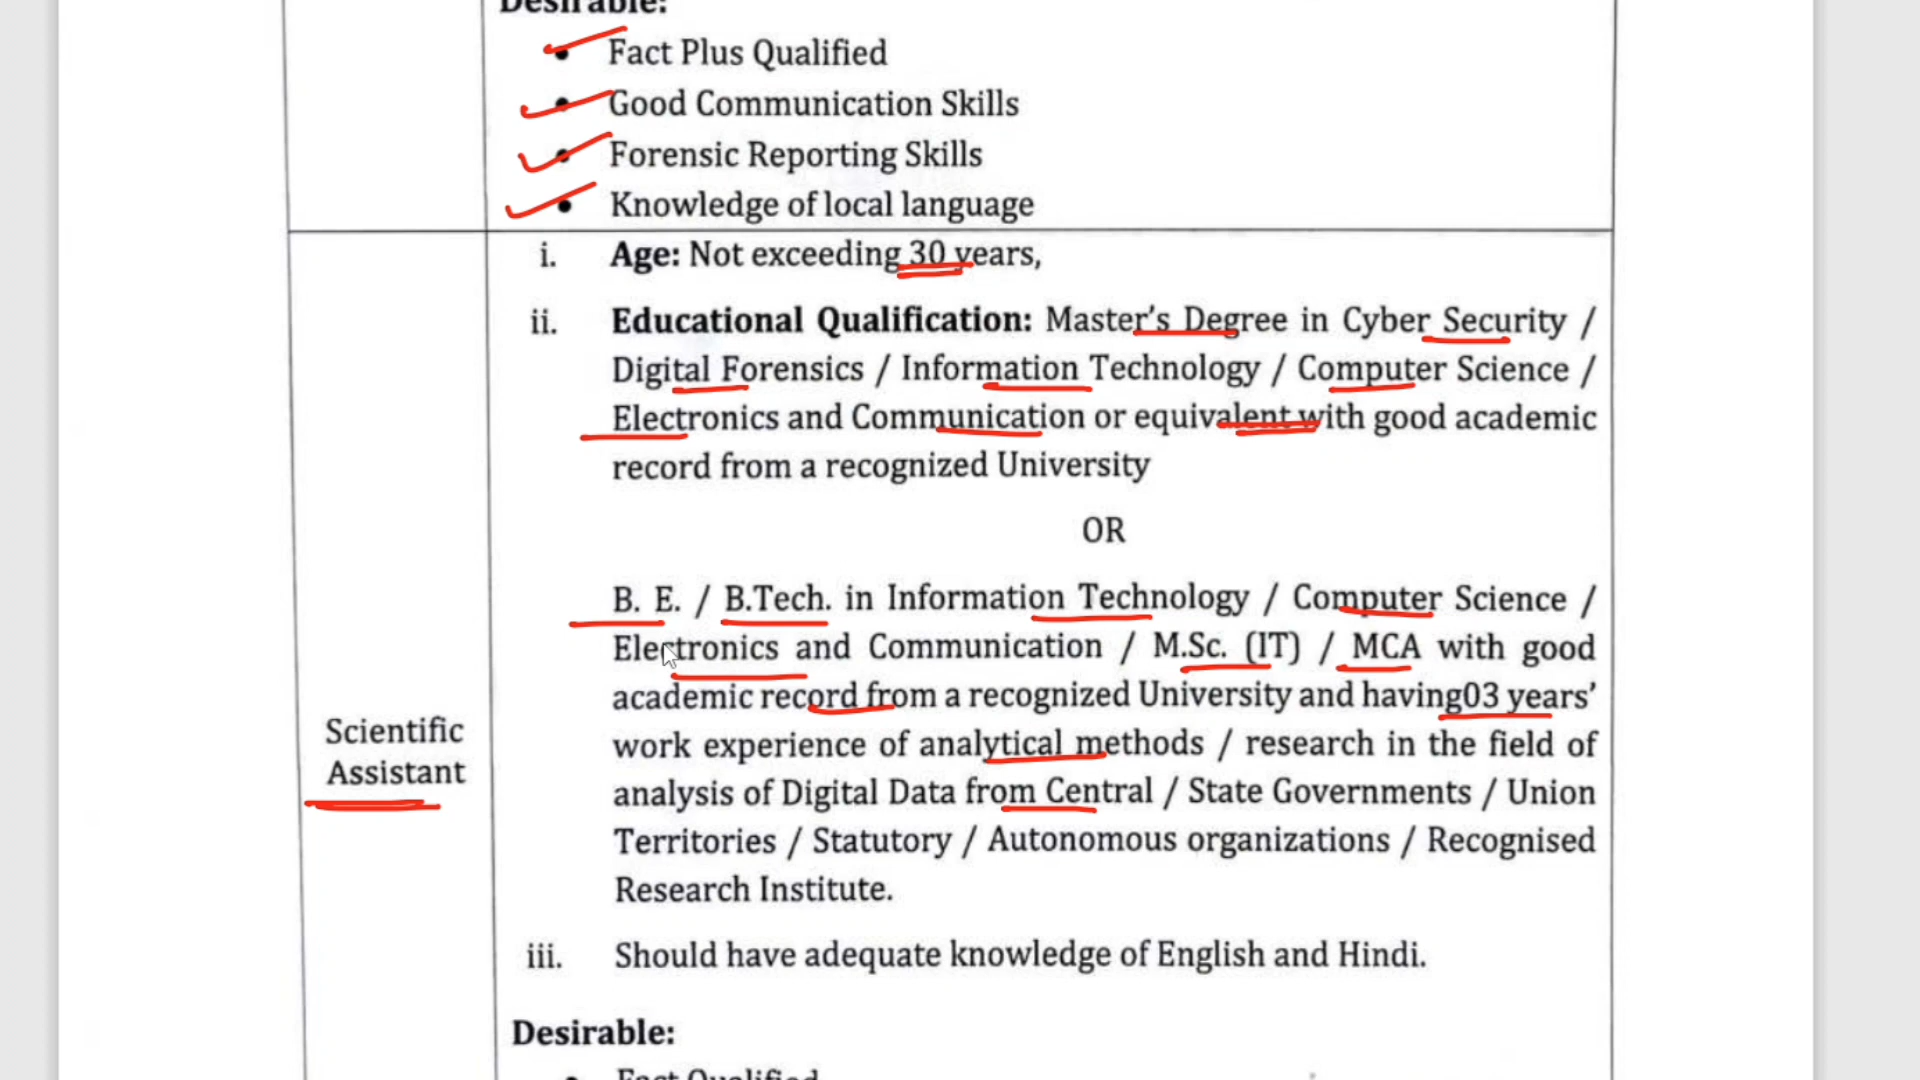 Desirable:
• Fact Plus Qualified
• Good Communication Skills
• Forensic Reporting Skills
• Knowledge of local language
i. Age: Not exceeding 30 years,
ii. Educational Qualification: Master's Degree in Cyber Security /
Digital Forensics / Information Technology / Computer Science /
Electronics and Communication or equivalent with good academic
record from a recognized University
OR
B. E. / B.Tech. in Information Technology / Computer Science /
Electronics and Communication / M.Sc. (IT) / MCA with good
academic record from a recognized University and having03 years'
work experience of analytical methods / research in the field of
analysis of Digital Data from Central / State Governments / Union
Territories / Statutory / Autonomous organizations / Recognised
Research Institute.
Scientific
Assistant
iii. Should have adequate knowledge of English and Hindi.
Desirable:
• Fact Qualified